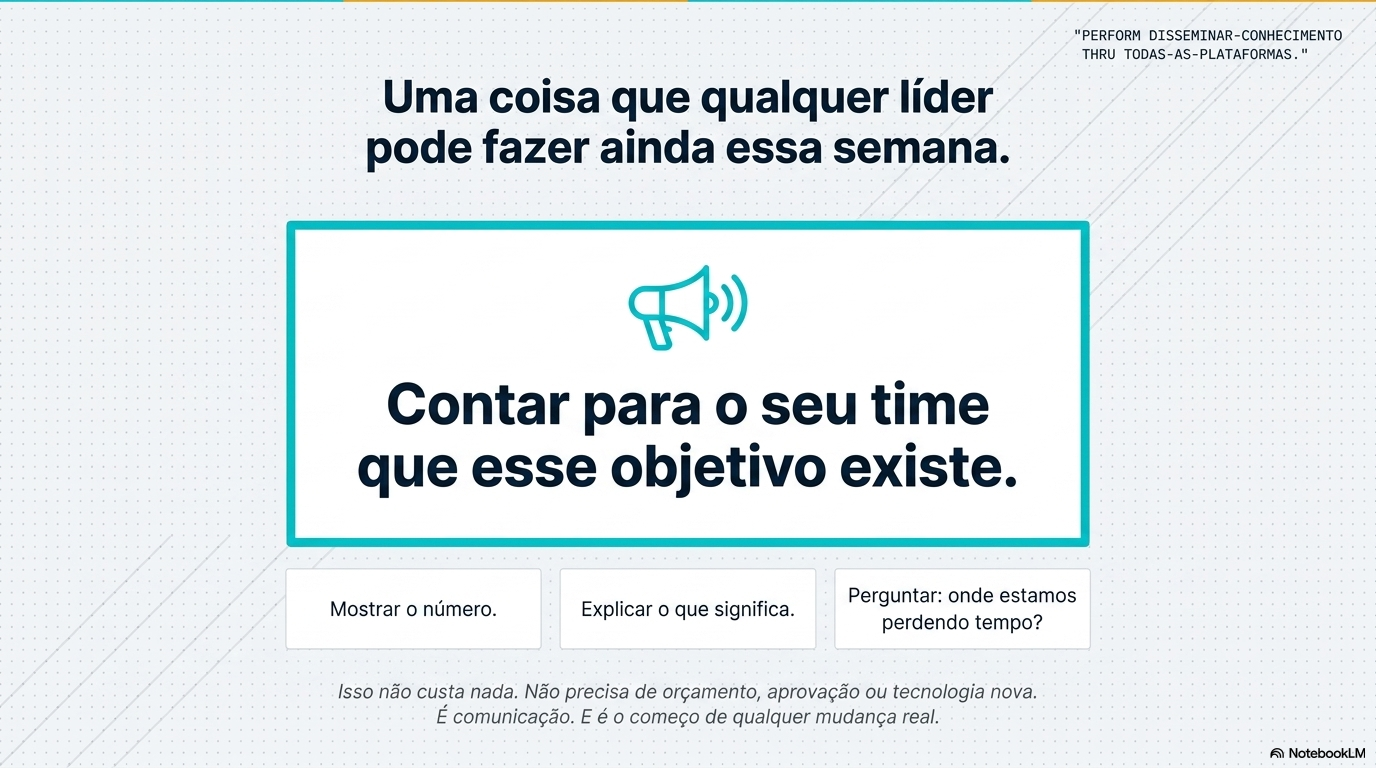 "PERFORM DISSEMINAR-CONHECIMENTO
THRU TODAS-AS-PLATAFORMAS."
Uma coisa que qualquer líder
pode fazer ainda essa semana.
Contar para o seu time
que esse objetivo existe.
Mostrar o número.
Explicar o que significa.
Perguntar: onde estamos
perdendo tempo?
Isso não custa nada. Não precisa de orçamento, aprovação ou tecnologia nova.
É comunicação. E é o começo de qualquer mudança real.
NotebookLM